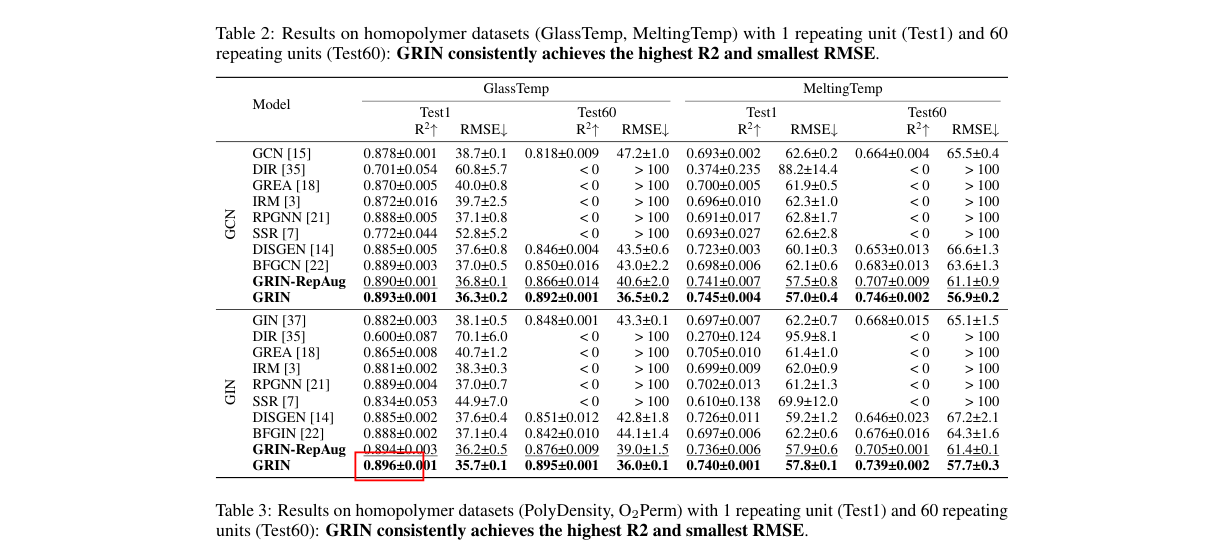 Table 2: Results on homopolymer datasets (GlassTemp, MeltingTemp) with 1 repeating unit (Test1) and 60
repeating units (Test60): GRIN consistently achieves the highest R2 and smallest RMSE.
Model GlassTemp MeltingTemp
Test1 Test60 Test1 Test60
R²↑ RMSE↓ R²↑ RMSE↓ R²↑ RMSE↓ R²↑ RMSE↓
GCN
GCN [15] 0.878±0.001 38.7±0.1 0.818±0.009 47.2±1.0 0.693±0.002 62.6±0.2 0.664±0.004 65.5±0.4
DIR [35] 0.701±0.054 60.8±5.7 < 0 > 100 0.374±0.235 88.2±14.4 < 0 > 100
GREA [18] 0.870±0.005 40.0±0.8 < 0 > 100 0.700±0.005 61.9±0.5 < 0 > 100
IRM [3] 0.872±0.016 39.7±2.5 < 0 > 100 0.696±0.010 62.3±1.0 < 0 > 100
RPGNN [21] 0.888±0.005 37.1±0.8 < 0 > 100 0.691±0.017 62.8±1.7 < 0 > 100
SSR [7] 0.772±0.044 52.8±5.2 < 0 > 100 0.693±0.027 62.6±2.8 < 0 > 100
DISGEN [14] 0.885±0.005 37.6±0.8 0.846±0.004 43.5±0.6 0.723±0.003 60.1±0.3 0.653±0.013 66.6±1.3
BFGCN [22] 0.889±0.003 37.0±0.5 0.850±0.016 43.0±2.2 0.698±0.006 62.1±0.6 0.683±0.013 63.6±1.3
GRIN-RepAug 0.890±0.001 36.8±0.1 0.866±0.014 40.6±2.0 0.741±0.007 57.5±0.8 0.707±0.009 61.1±0.9
GRIN 0.893±0.001 36.3±0.2 0.892±0.001 36.5±0.2 0.745±0.004 57.0±0.4 0.746±0.002 56.9±0.2
GIN
GIN [37] 0.882±0.003 38.1±0.5 0.848±0.001 43.3±0.1 0.697±0.007 62.2±0.7 0.668±0.015 65.1±1.5
DIR [35] 0.600±0.087 70.1±6.0 < 0 > 100 0.270±0.124 95.9±8.1 < 0 > 100
GREA [18] 0.865±0.008 40.7±1.2 < 0 > 100 0.705±0.010 61.4±1.0 < 0 > 100
IRM [3] 0.881±0.002 38.3±0.3 < 0 > 100 0.699±0.009 62.0±0.9 < 0 > 100
RPGNN [21] 0.889±0.004 37.0±0.7 < 0 > 100 0.702±0.013 61.2±1.3 < 0 > 100
SSR [7] 0.834±0.053 44.9±7.0 < 0 > 100 0.610±0.138 69.9±12.0 < 0 > 100
DISGEN [14] 0.885±0.002 37.6±0.4 0.851±0.012 42.8±1.8 0.726±0.011 59.2±1.2 0.646±0.023 67.2±2.1
BFGIN [22] 0.888±0.002 37.1±0.4 0.842±0.010 44.1±1.4 0.697±0.006 62.2±0.6 0.676±0.016 64.3±1.6
GRIN-RepAug 0.894±0.003 36.2±0.5 0.876±0.009 39.0±1.5 0.736±0.006 57.9±0.6 0.705±0.001 61.4±0.1
GRIN 0.896±0.001 35.7±0.1 0.895±0.001 36.0±0.1 0.740±0.001 57.8±0.1 0.739±0.002 57.7±0.3
Table 3: Results on homopolymer datasets (PolyDensity, O₂Perm) with 1 repeating unit (Test1) and 60 repeating
units (Test60): GRIN consistently achieves the highest R2 and smallest RMSE.